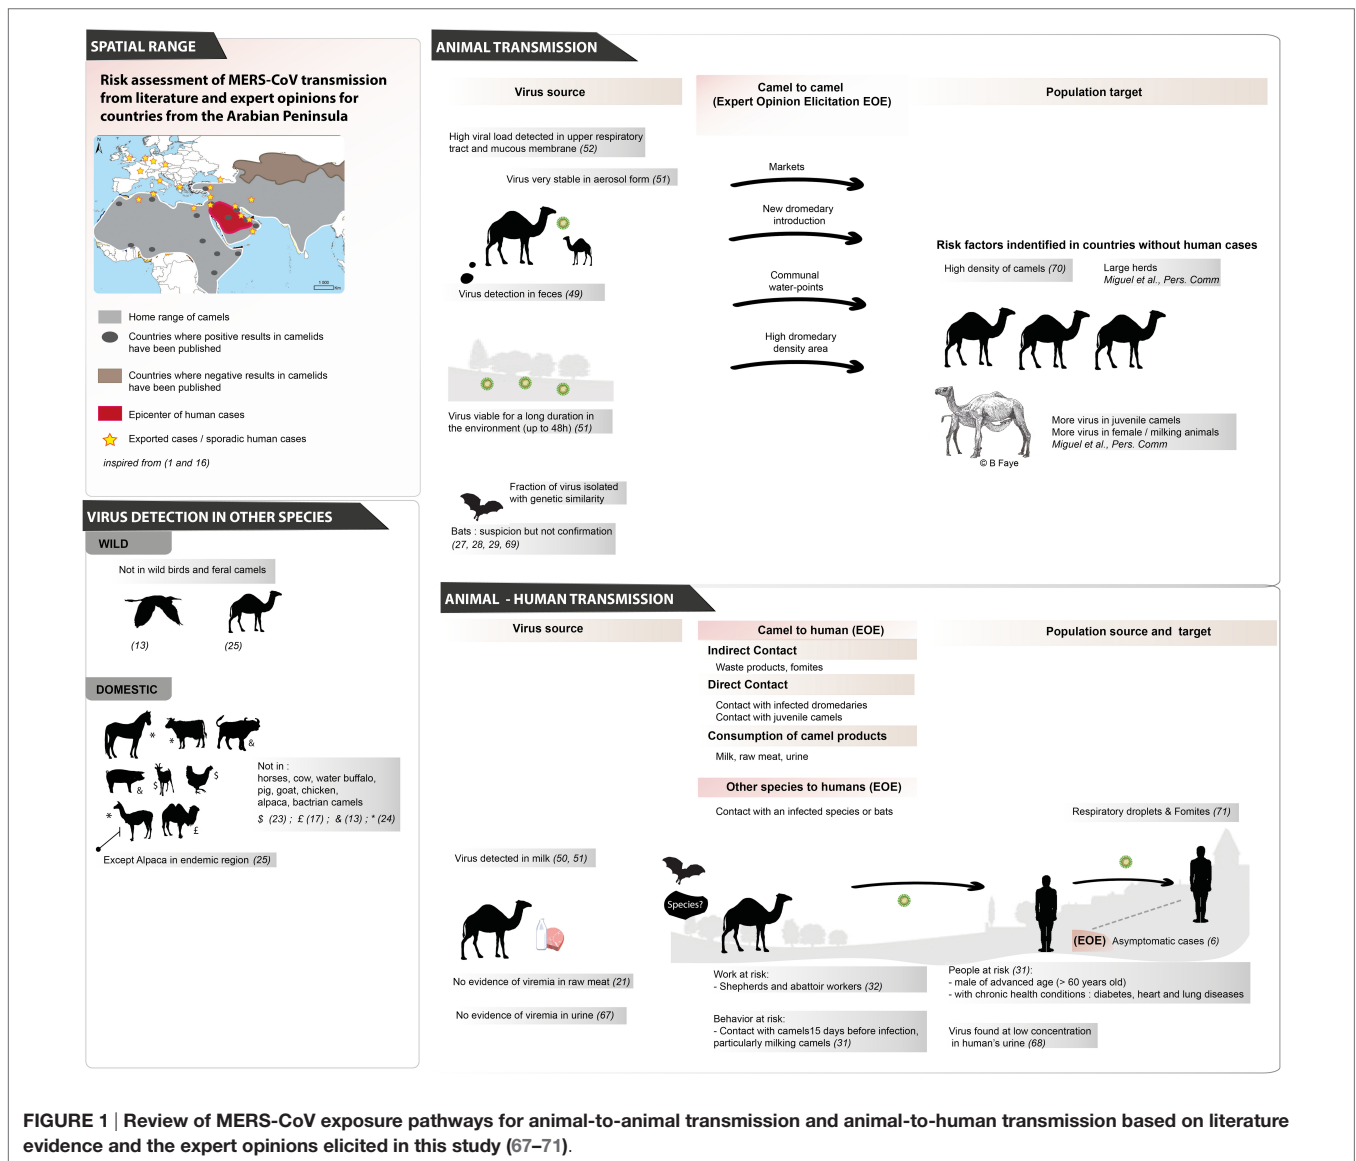 SPATIAL RANGE
Risk assessment of MERS-CoV transmission
from literature and expert opinions for
countries from the Arabian Peninsula
N
1 000
Km
Home range of camels
Countries where positive results in camelids
have been published
Countries where negative results in camelids
have been published
Epicenter of human cases
Exported cases / sporadic human cases
inspired from (1 and 16)
VIRUS DETECTION IN OTHER SPECIES
WILD
Not in wild birds and feral camels
(13)
(25)
DOMESTIC
*
*
&
&
$
$
*
£
Not in :
horses, cow, water buffalo,
pig, goat, chicken,
alpaca, bactrian camels
$ (23) ; £ (17) ; & (13) ; * (24)
Except Alpaca in endemic region (25)
ANIMAL TRANSMISSION
Virus source
High viral load detected in upper respiratory
tract and mucous membrane (52)
Virus very stable in aerosol form (51)
Virus detection in feces (49)
Virus viable for a long duration in
the environment (up to 48h) (51)
Fraction of virus isolated
with genetic similarity
Bats : suspicion but not confirmation
(27, 28, 29, 69)
Camel to camel
(Expert Opinion Elicitation EOE)
Markets
New dromedary
introduction
Communal
water-points
High dromedary
density area
Population target
Risk factors indentified in countries without human cases
High density of camels (70)
Large herds
Miguel et al., Pers. Comm
© B Faye
More virus in juvenile camels
More virus in female / milking animals
Miguel et al., Pers. Comm
ANIMAL - HUMAN TRANSMISSION
Virus source
Virus detected in milk (50, 51)
No evidence of viremia in raw meat (21)
No evidence of viremia in urine (67)
Camel to human (EOE)
Indirect Contact
Waste products, fomites
Direct Contact
Contact with infected dromedaries
Contact with juvenile camels
Consumption of camel products
Milk, raw meat, urine
Other species to humans (EOE)
Contact with an infected species or bats
Species?
Work at risk:
- Shepherds and abattoir workers (32)
Behavior at risk:
- Contact with camels15 days before infection,
particularly milking camels (31)
Population source and target
Respiratory droplets & Fomites (71)
(EOE) Asymptomatic cases (6)
People at risk (31):
- male of advanced age (> 60 years old)
- with chronic health conditions : diabetes, heart and lung diseases
Virus found at low concentration
in human's urine (68)
FIGURE 1 | Review of MERS-CoV exposure pathways for animal-to-animal transmission and animal-to-human transmission based on literature
evidence and the expert opinions elicited in this study (67–71).